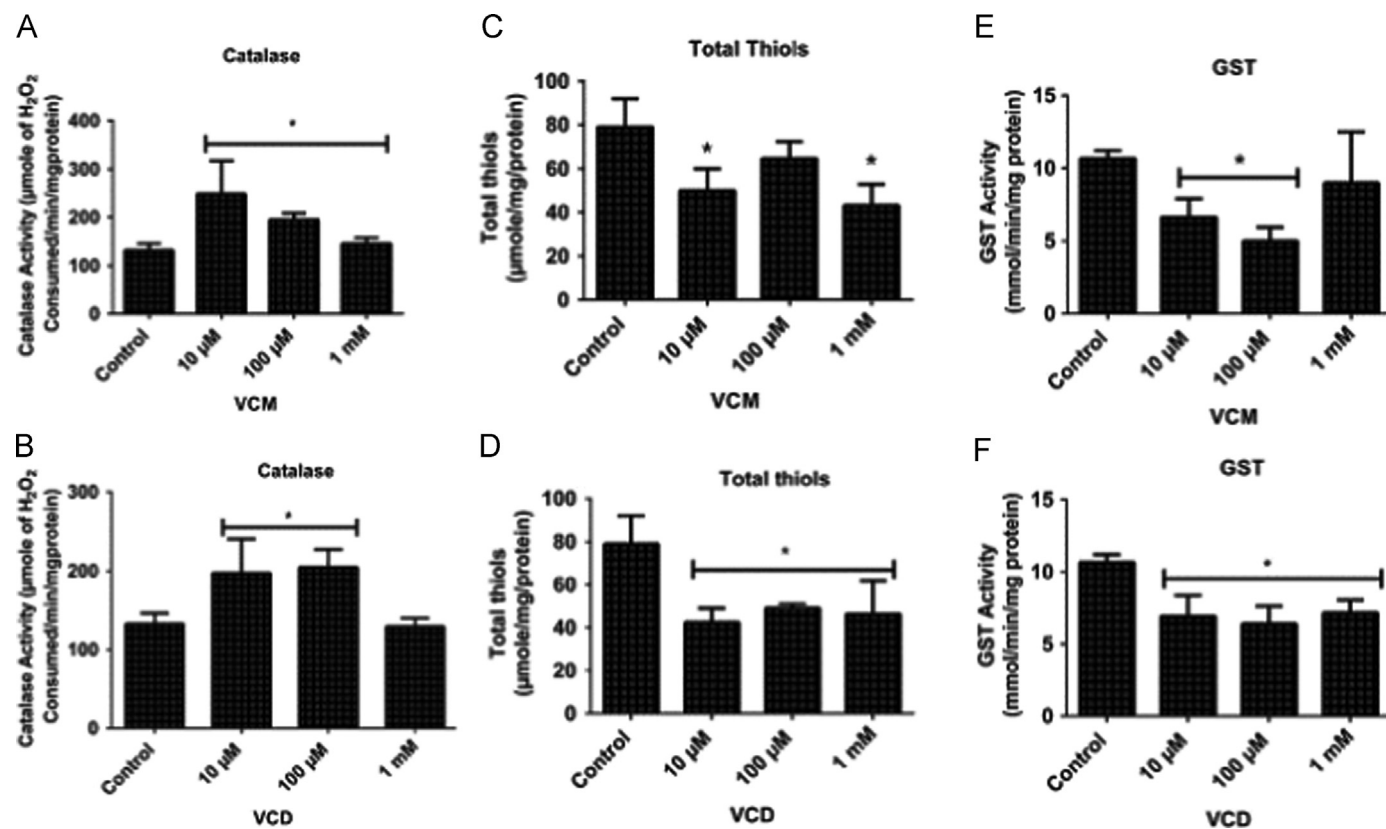 A
Catalase
Catalase Activity (µmole of H₂O₂
Consumed/min/mgprotein)
400
300
200
100
0
*
Control
10 µM
100 µM
1 mM
VCM
C
Total Thiols
Total thiols
(µmole/mg/protein)
100
80
60
40
20
0
*
*
Control
10 µM
100 µM
1 mM
VCM
E
GST
GST Activity
(mmol/min/mg protein)
15
10
5
0
*
Control
10 µM
100 µM
1 mM
VCM
B
Catalase
Catalase Activity (µmole of H₂O₂
Consumed/min/mgprotein)
300
200
100
0
*
Control
10 µM
100 µM
1 mM
VCD
D
Total thiols
Total thiols
(µmole/mg/protein)
100
80
60
40
20
0
*
Control
10 µM
100 µM
1 mM
VCD
F
GST
GST Activity
(mmol/min/mg protein)
15
10
5
0
*
Control
10 µM
100 µM
1 mM
VCD